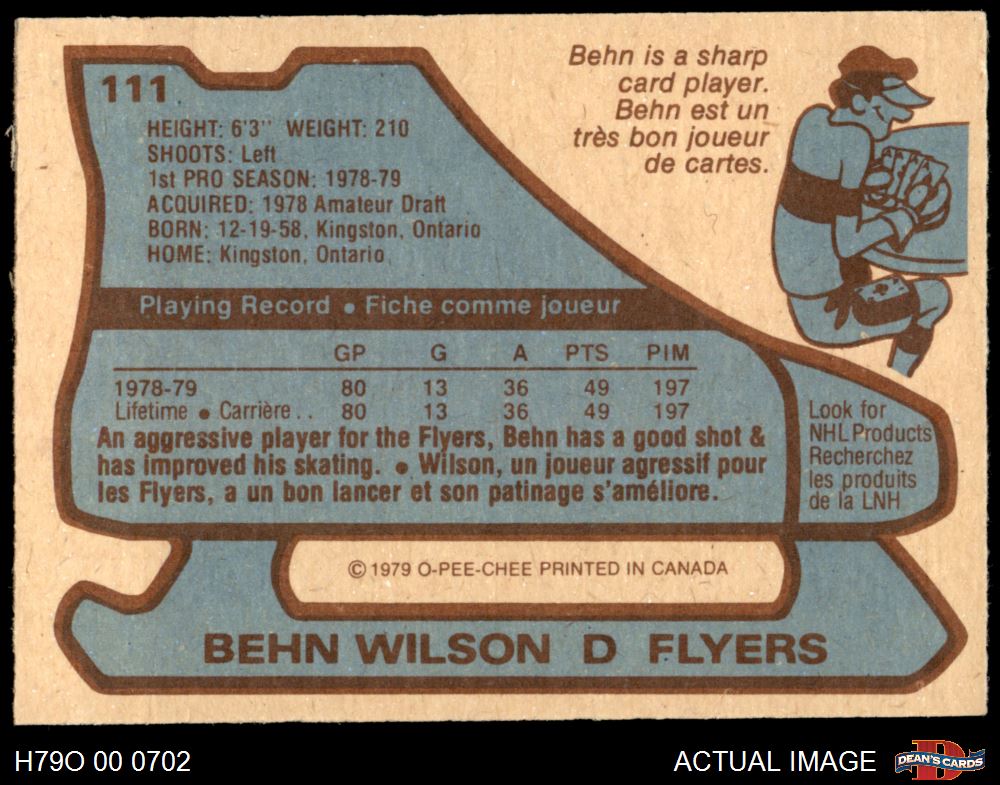 111
Behn is a sharp
card player.
Behn est un
très bon joueur
de cartes.
HEIGHT: 6'3" WEIGHT: 210
SHOOTS: Left
1st PRO SEASON: 1978-79
ACQUIRED: 1978 Amateur Draft
BORN: 12-19-58, Kingston, Ontario
HOME: Kingston, Ontario
Playing Record • Fiche comme joueur
GP G A PTS PIM
1978-79 80 13 36 49 197
Lifetime • Carrière . . 80 13 36 49 197
An aggressive player for the Flyers, Behn has a good shot &
has improved his skating. • Wilson, un joueur agressif pour
les Flyers, a un bon lancer et son patinage s'améliore.
Look for
NHL Products
Recherchez
les produits
de la LNH
© 1979 O-PEE-CHEE PRINTED IN CANADA
BEHN WILSON D FLYERS
H79O 00 0702
ACTUAL IMAGE
DEAN'S CARDS